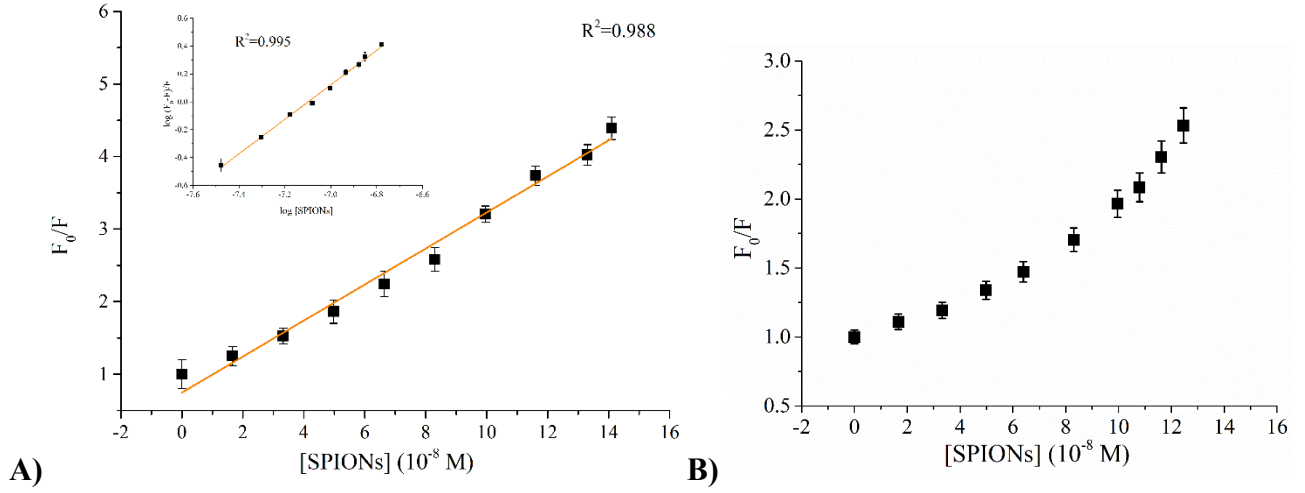 R²=0.988
F₀/F
6
5
4
3
2
1
-2 0 2 4 6 8 10 12 14 16
[SPIONs] (10⁻⁸ M)
R²=0.995
log (F₀-F)/F
0,6
0,4
0,2
0,0
-0,2
-0,4
-0,6
-7,6 -7,4 -7,2 -7,0 -6,8 -6,6
log [SPIONs]
A)
F₀/F
3.0
2.5
2.0
1.5
1.0
0.5
-2 0 2 4 6 8 10 12 14 16
[SPIONs] (10⁻⁸ M)
B)